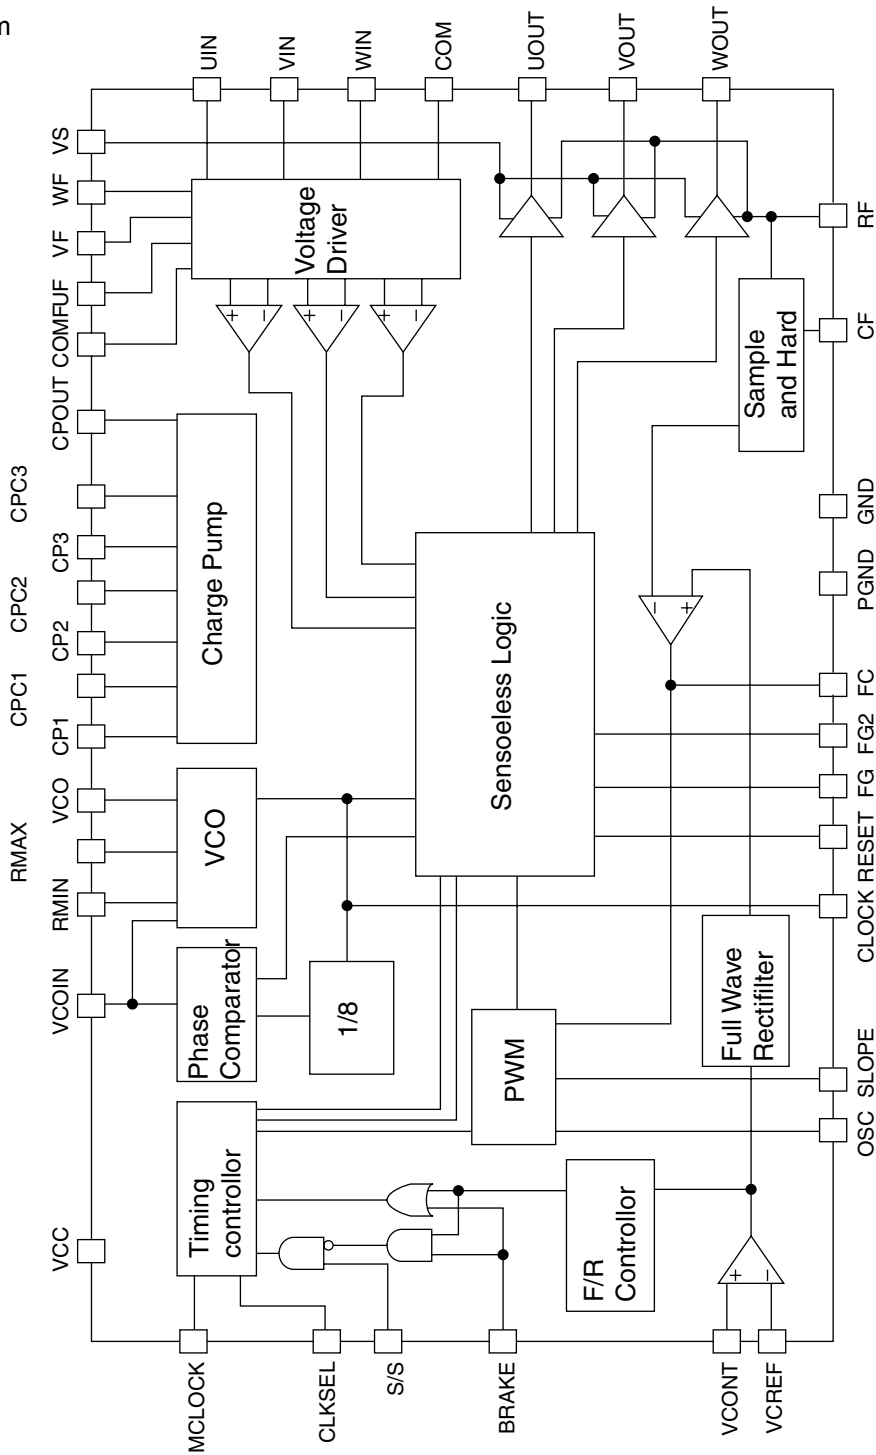 m
UIN
VIN
WIN
COM
UOUT
VOUT
WOUT
VS
WF
VF
UF
COMF
CPOUT
CPC3
CP3
CPC2
CP2
CPC1
CP1
VCO
RMAX
RMIN
VCOIN
VCC
Voltage
Driver
+
−
+
−
+
−
Charge Pump
VCO
Phase
Comparator
1/8
Timing
controllor
Sensoeless Logic
PWM
F/R
Controllor
Full Wave
Rectifilter
Sample
and Hard
−
+
+
−
RF
CF
GND
PGND
FC
FG2
FG
RESET
CLOCK
SLOPE
OSC
MCLOCK
CLKSEL
S/S
BRAKE
VCONT
VCREF